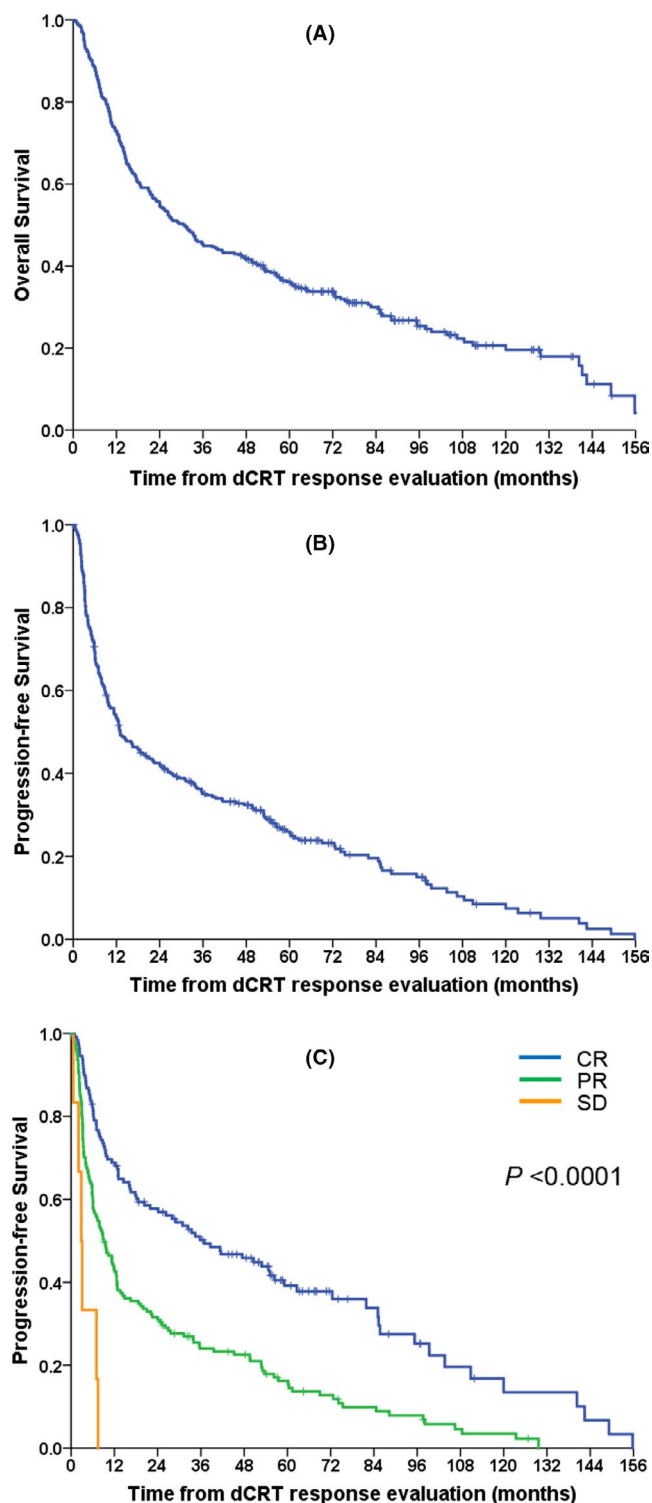 (A)
Overall Survival
1.0
0.8
0.6
0.4
0.2
0.0
0 12 24 36 48 60 72 84 96 108 120 132 144 156
Time from dCRT response evaluation (months)
(B)
Progression-free Survival
1.0
0.8
0.6
0.4
0.2
0.0
0 12 24 36 48 60 72 84 96 108 120 132 144 156
Time from dCRT response evaluation (months)
(C)
Progression-free Survival
1.0
0.8
0.6
0.4
0.2
0.0
CR
PR
SD
P <0.0001
0 12 24 36 48 60 72 84 96 108 120 132 144 156
Time from dCRT response evaluation (months)